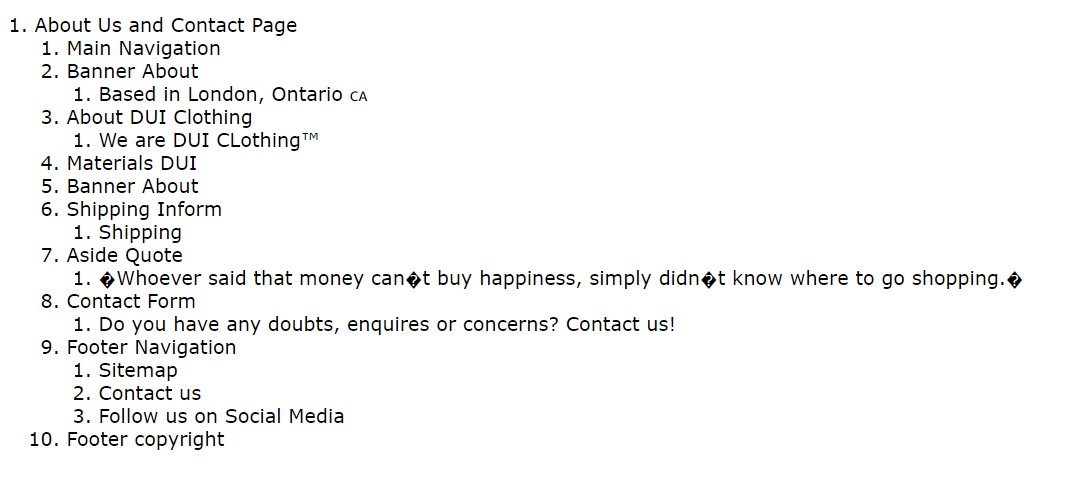 1. About Us and Contact Page
1. Main Navigation
2. Banner About
1. Based in London, Ontario CA
3. About DUI Clothing
1. We are DUI CLothing™
4. Materials DUI
5. Banner About
6. Shipping Inform
1. Shipping
7. Aside Quote
1. �Whoever said that money can�t buy happiness, simply didn�t know where to go shopping.�
8. Contact Form
1. Do you have any doubts, enquires or concerns? Contact us!
9. Footer Navigation
1. Sitemap
2. Contact us
3. Follow us on Social Media
10. Footer copyright